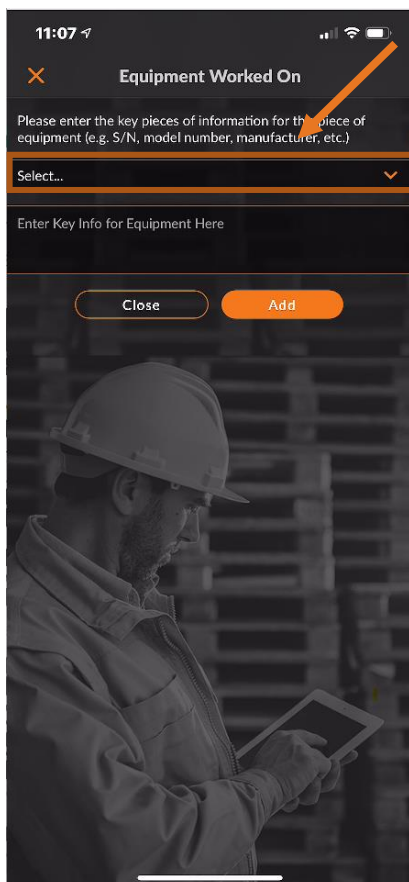 11:07
Equipment Worked On
Please enter the key pieces of information for the piece of
equipment (e.g. S/N, model number, manufacturer, etc.)
Select...
Enter Key Info for Equipment Here
Close Add